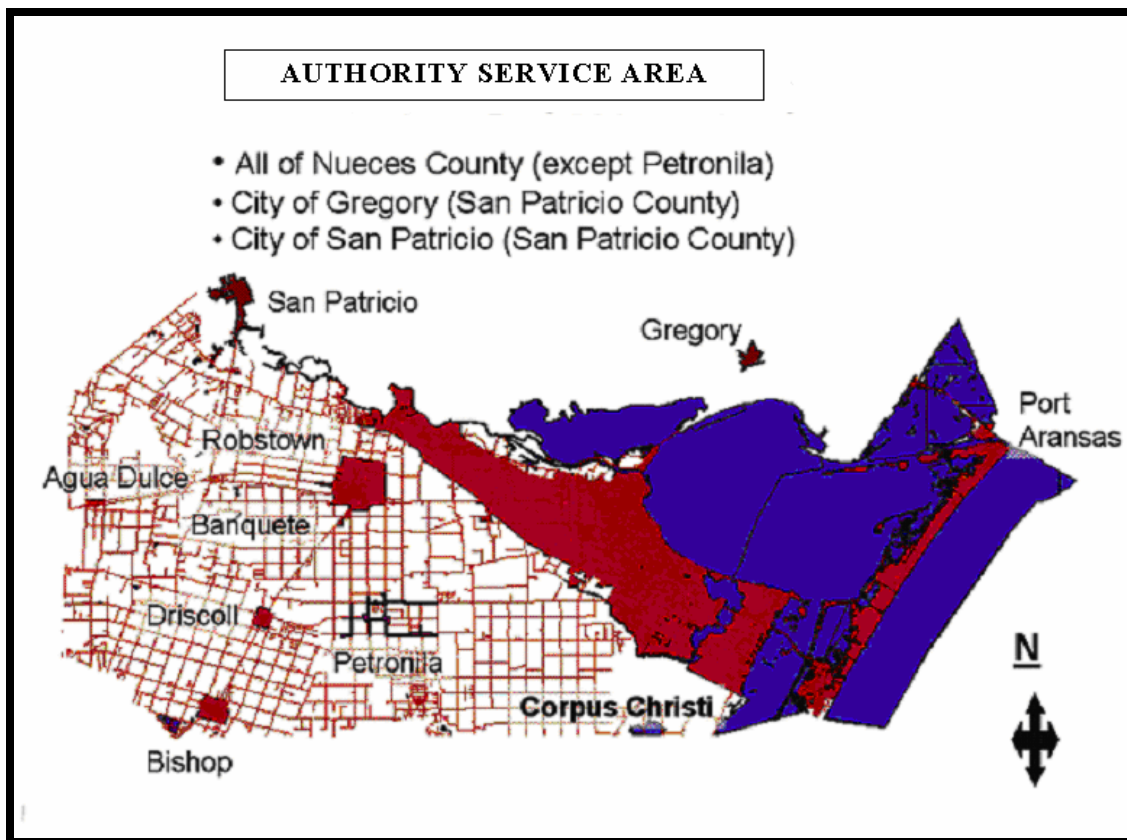 AUTHORITY SERVICE AREA
• All of Nueces County (except Petronila)
• City of Gregory (San Patricio County)
• City of San Patricio (San Patricio County)
San Patricio
Gregory
Port
Aransas
Robstown
Agua Dulce
Banquete
Driscoll
Petronila
N
Corpus Christi
Bishop